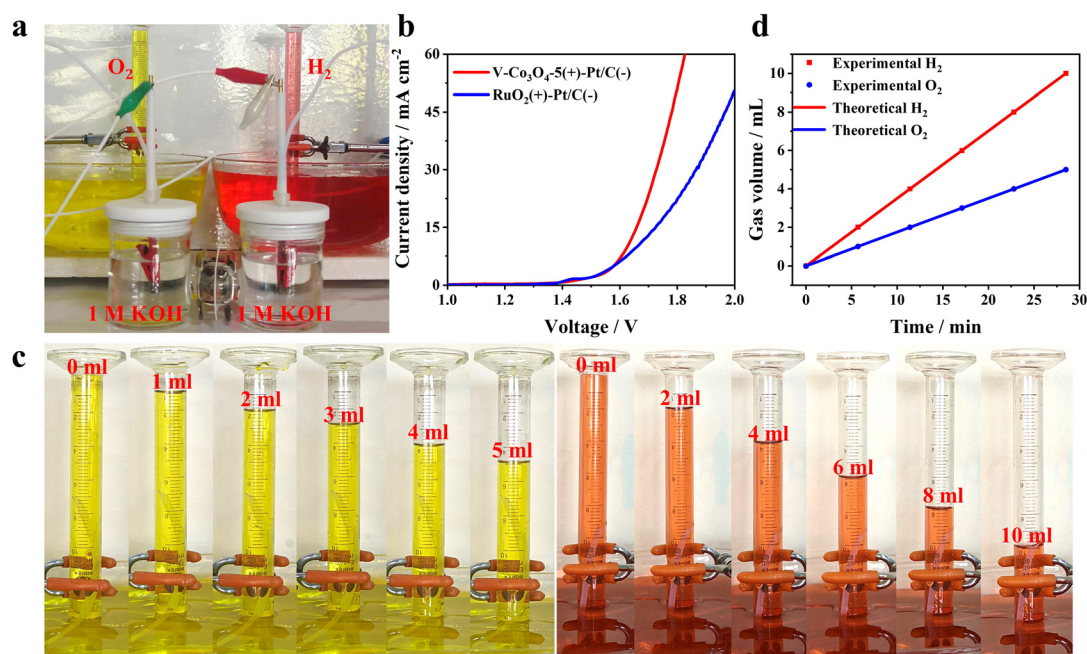 a
O₂
H₂
1 M KOH
1 M KOH
b
Current density / mA cm⁻²
60
45
30
15
0
V-Co₃O₄-5(+)-Pt/C(-)
RuO₂(+)-Pt/C(-)
1.0
1.2
1.4
1.6
1.8
2.0
Voltage / V
d
Gas volume / mL
10
8
6
4
2
0
Experimental H₂
Experimental O₂
Theoretical H₂
Theoretical O₂
0
5
10
15
20
25
30
Time / min
c
0 ml
1 ml
2 ml
3 ml
4 ml
5 ml
0 ml
2 ml
4 ml
6 ml
8 ml
10 ml